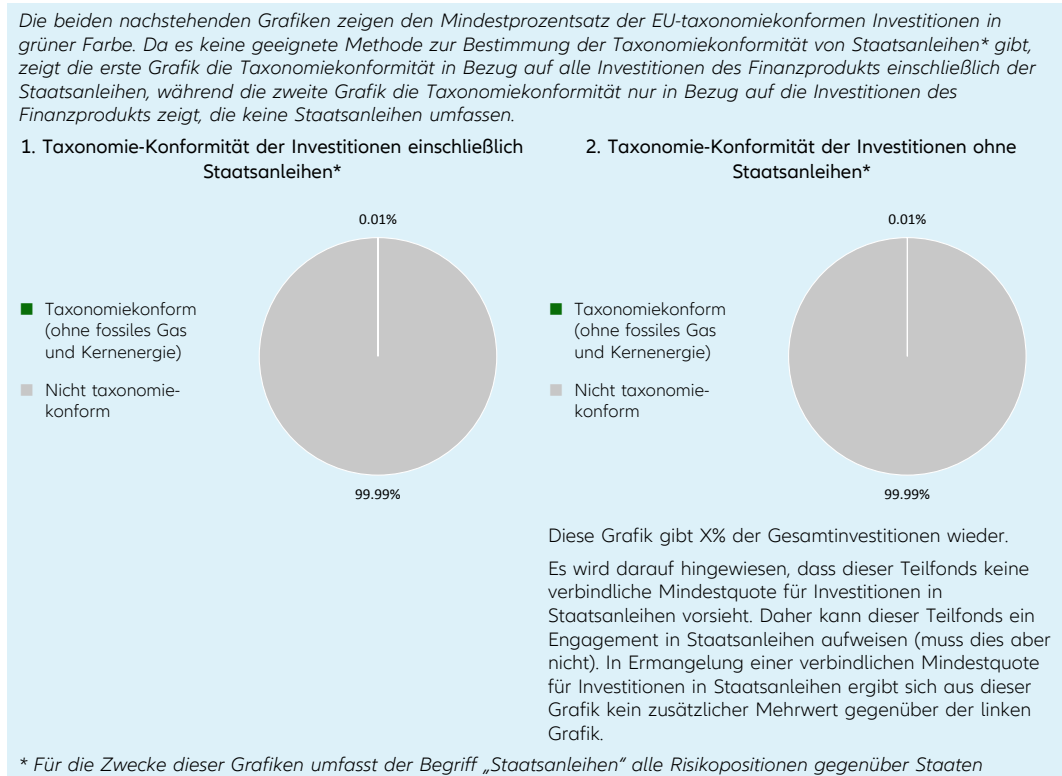 Die beiden nachstehenden Grafiken zeigen den Mindestprozentsatz der EU-taxonomiekonformen Investitionen in
grüner Farbe. Da es keine geeignete Methode zur Bestimmung der Taxonomiekonformität von Staatsanleihen* gibt,
zeigt die erste Grafik die Taxonomiekonformität in Bezug auf alle Investitionen des Finanzprodukts einschließlich der
Staatsanleihen, während die zweite Grafik die Taxonomiekonformität nur in Bezug auf die Investitionen des
Finanzprodukts zeigt, die keine Staatsanleihen umfassen.
1. Taxonomie-Konformität der Investitionen einschließlich
Staatsanleihen*
0.01%
Taxonomiekonform
(ohne fossiles Gas
und Kernenergie)
Nicht taxonomie-
konform
99.99%
2. Taxonomie-Konformität der Investitionen ohne
Staatsanleihen*
0.01%
Taxonomiekonform
(ohne fossiles Gas
und Kernenergie)
Nicht taxonomie-
konform
99.99%
Diese Grafik gibt X% der Gesamtinvestitionen wieder.
Es wird darauf hingewiesen, dass dieser Teilfonds keine
verbindliche Mindestquote für Investitionen in
Staatsanleihen vorsieht. Daher kann dieser Teilfonds ein
Engagement in Staatsanleihen aufweisen (muss dies aber
nicht). In Ermangelung einer verbindlichen Mindestquote
für Investitionen in Staatsanleihen ergibt sich aus dieser
Grafik kein zusätzlicher Mehrwert gegenüber der linken
Grafik.
* Für die Zwecke dieser Grafiken umfasst der Begriff „Staatsanleihen“ alle Risikopositionen gegenüber Staaten